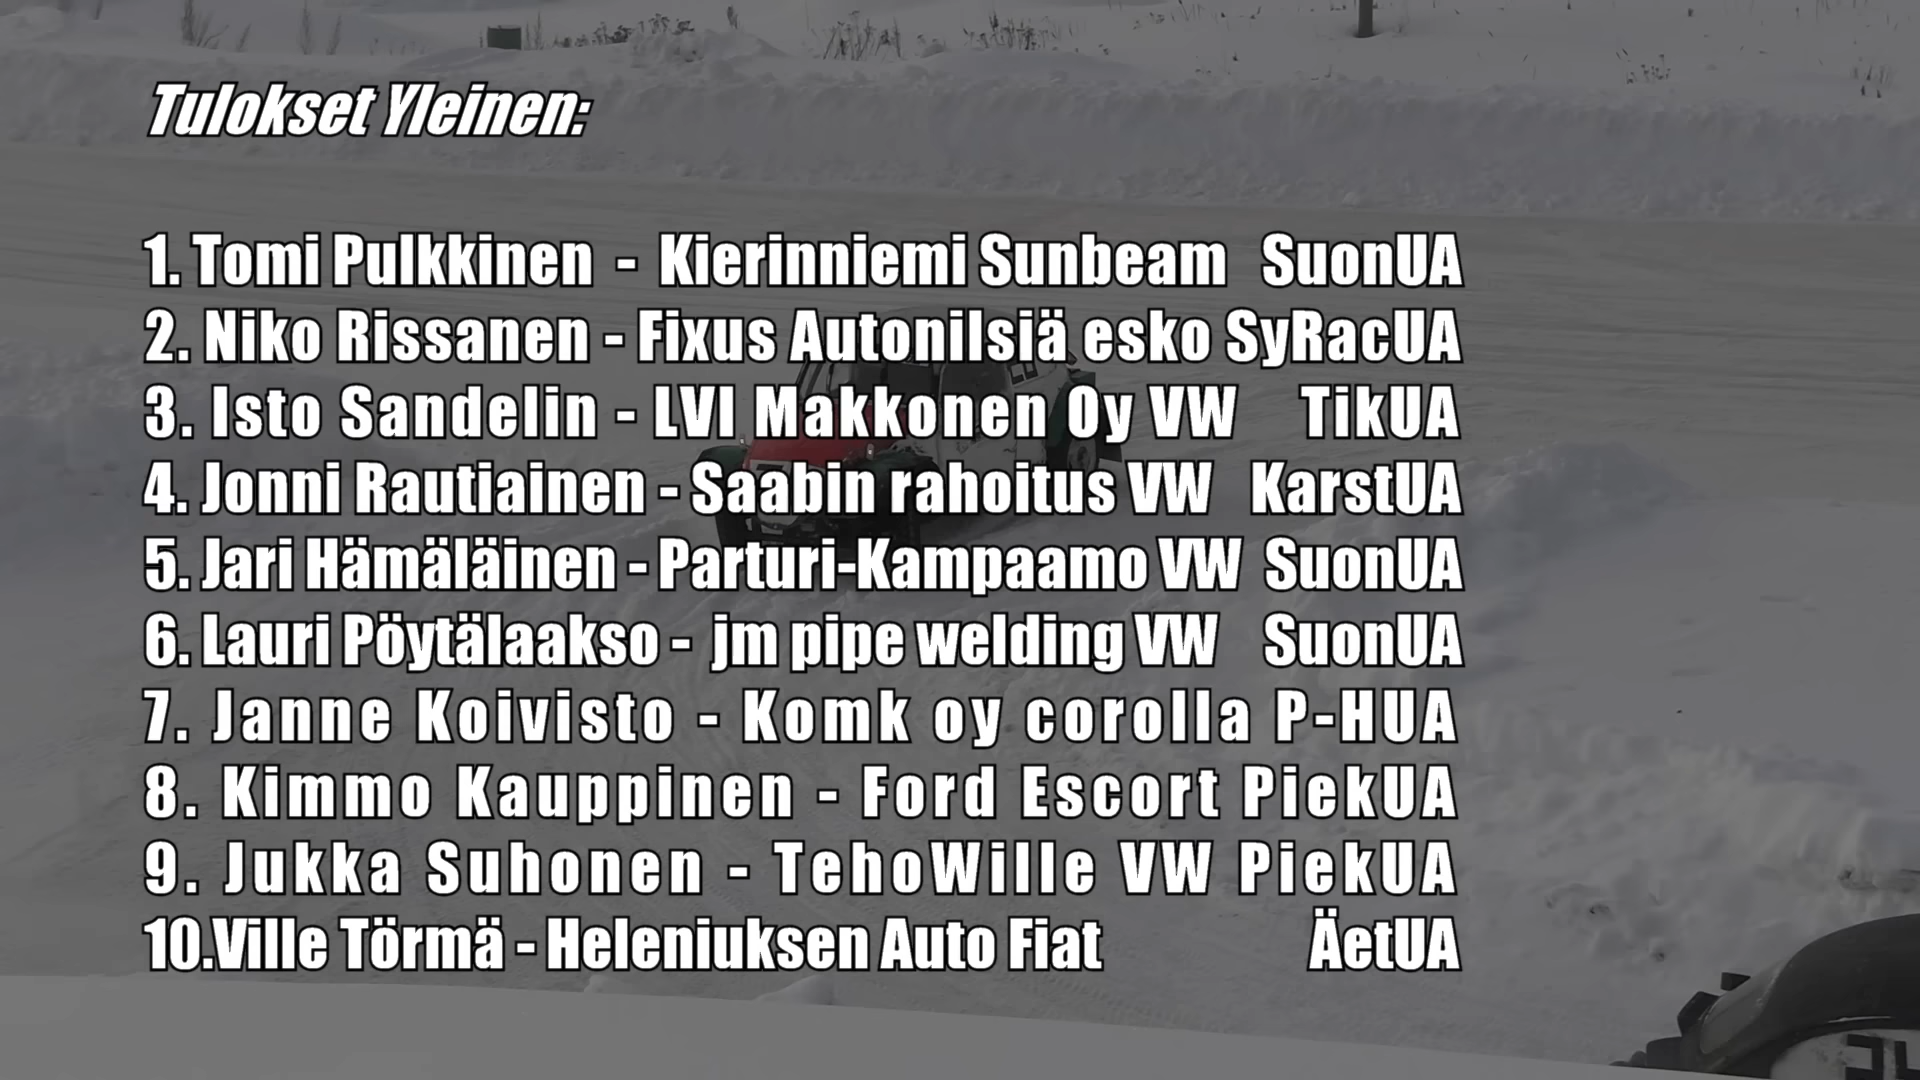 Tulokset Yleinen:
1. Tomi Pulkkinen - Kierinniemi Sunbeam SuonUA
2. Niko Rissanen - Fixus Autonilsiä esko SyRacUA
3. Isto Sandelin - LVI Makkonen Oy VW TikUA
4. Jonni Rautiainen - Saabin rahoitus VW KarstUA
5. Jari Hämäläinen - Parturi-Kampaamo VW SuonUA
6. Lauri Pöytälaakso - jm pipe welding VW SuonUA
7. Janne Koivisto - Komk oy corolla P-HUA
8. Kimmo Kauppinen - Ford Escort PiekUA
9. Jukka Suhonen - TehoWille VW PiekUA
10.Ville Törmä - Heleniuksen Auto Fiat ÄetUA